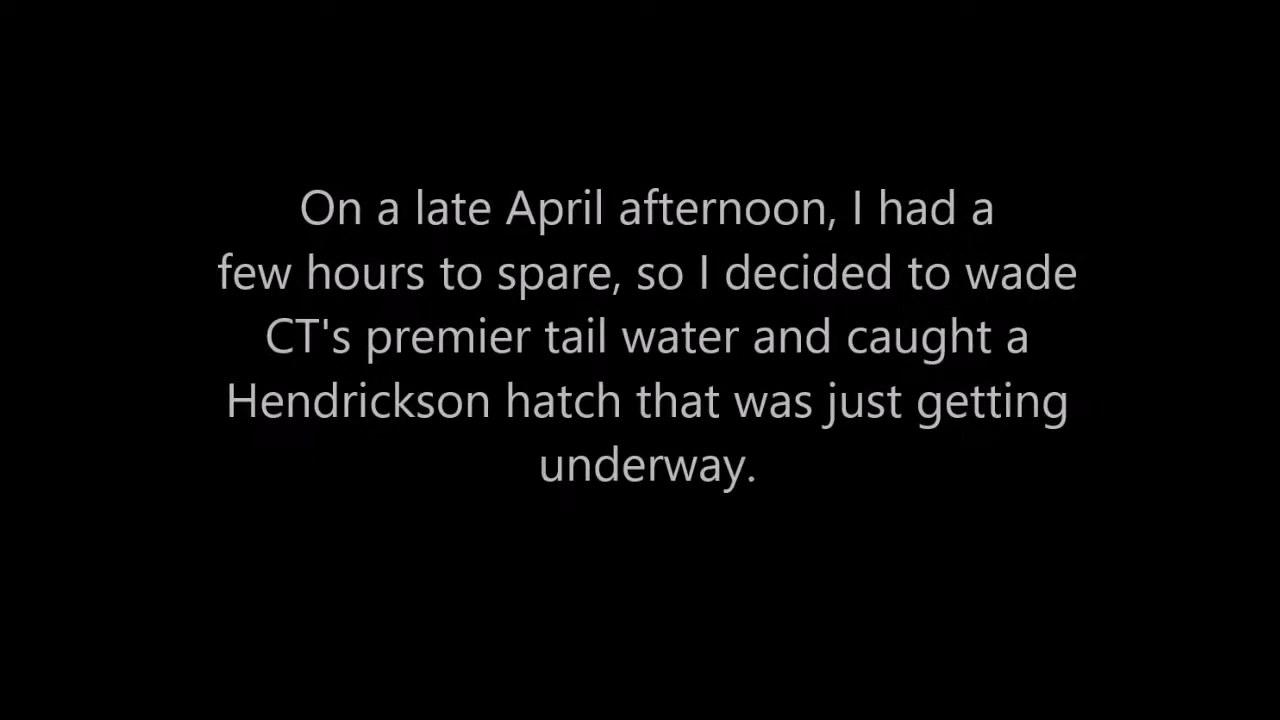 On a late April afternoon, I had a
few hours to spare, so I decided to wade
CT's premier tail water and caught a
Hendrickson hatch that was just getting
underway.